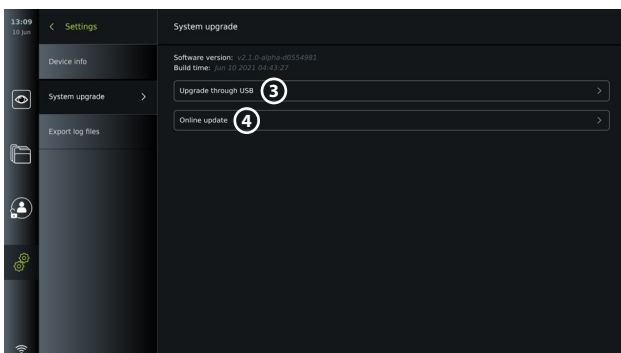 13:09
10 Jun
Settings
System upgrade
Device info
System upgrade
Export log files
Software version: v2.1.0-alpha-d0554981
Build time: Jun 10 2021 04:43:27
Upgrade through USB 3
Online update 4